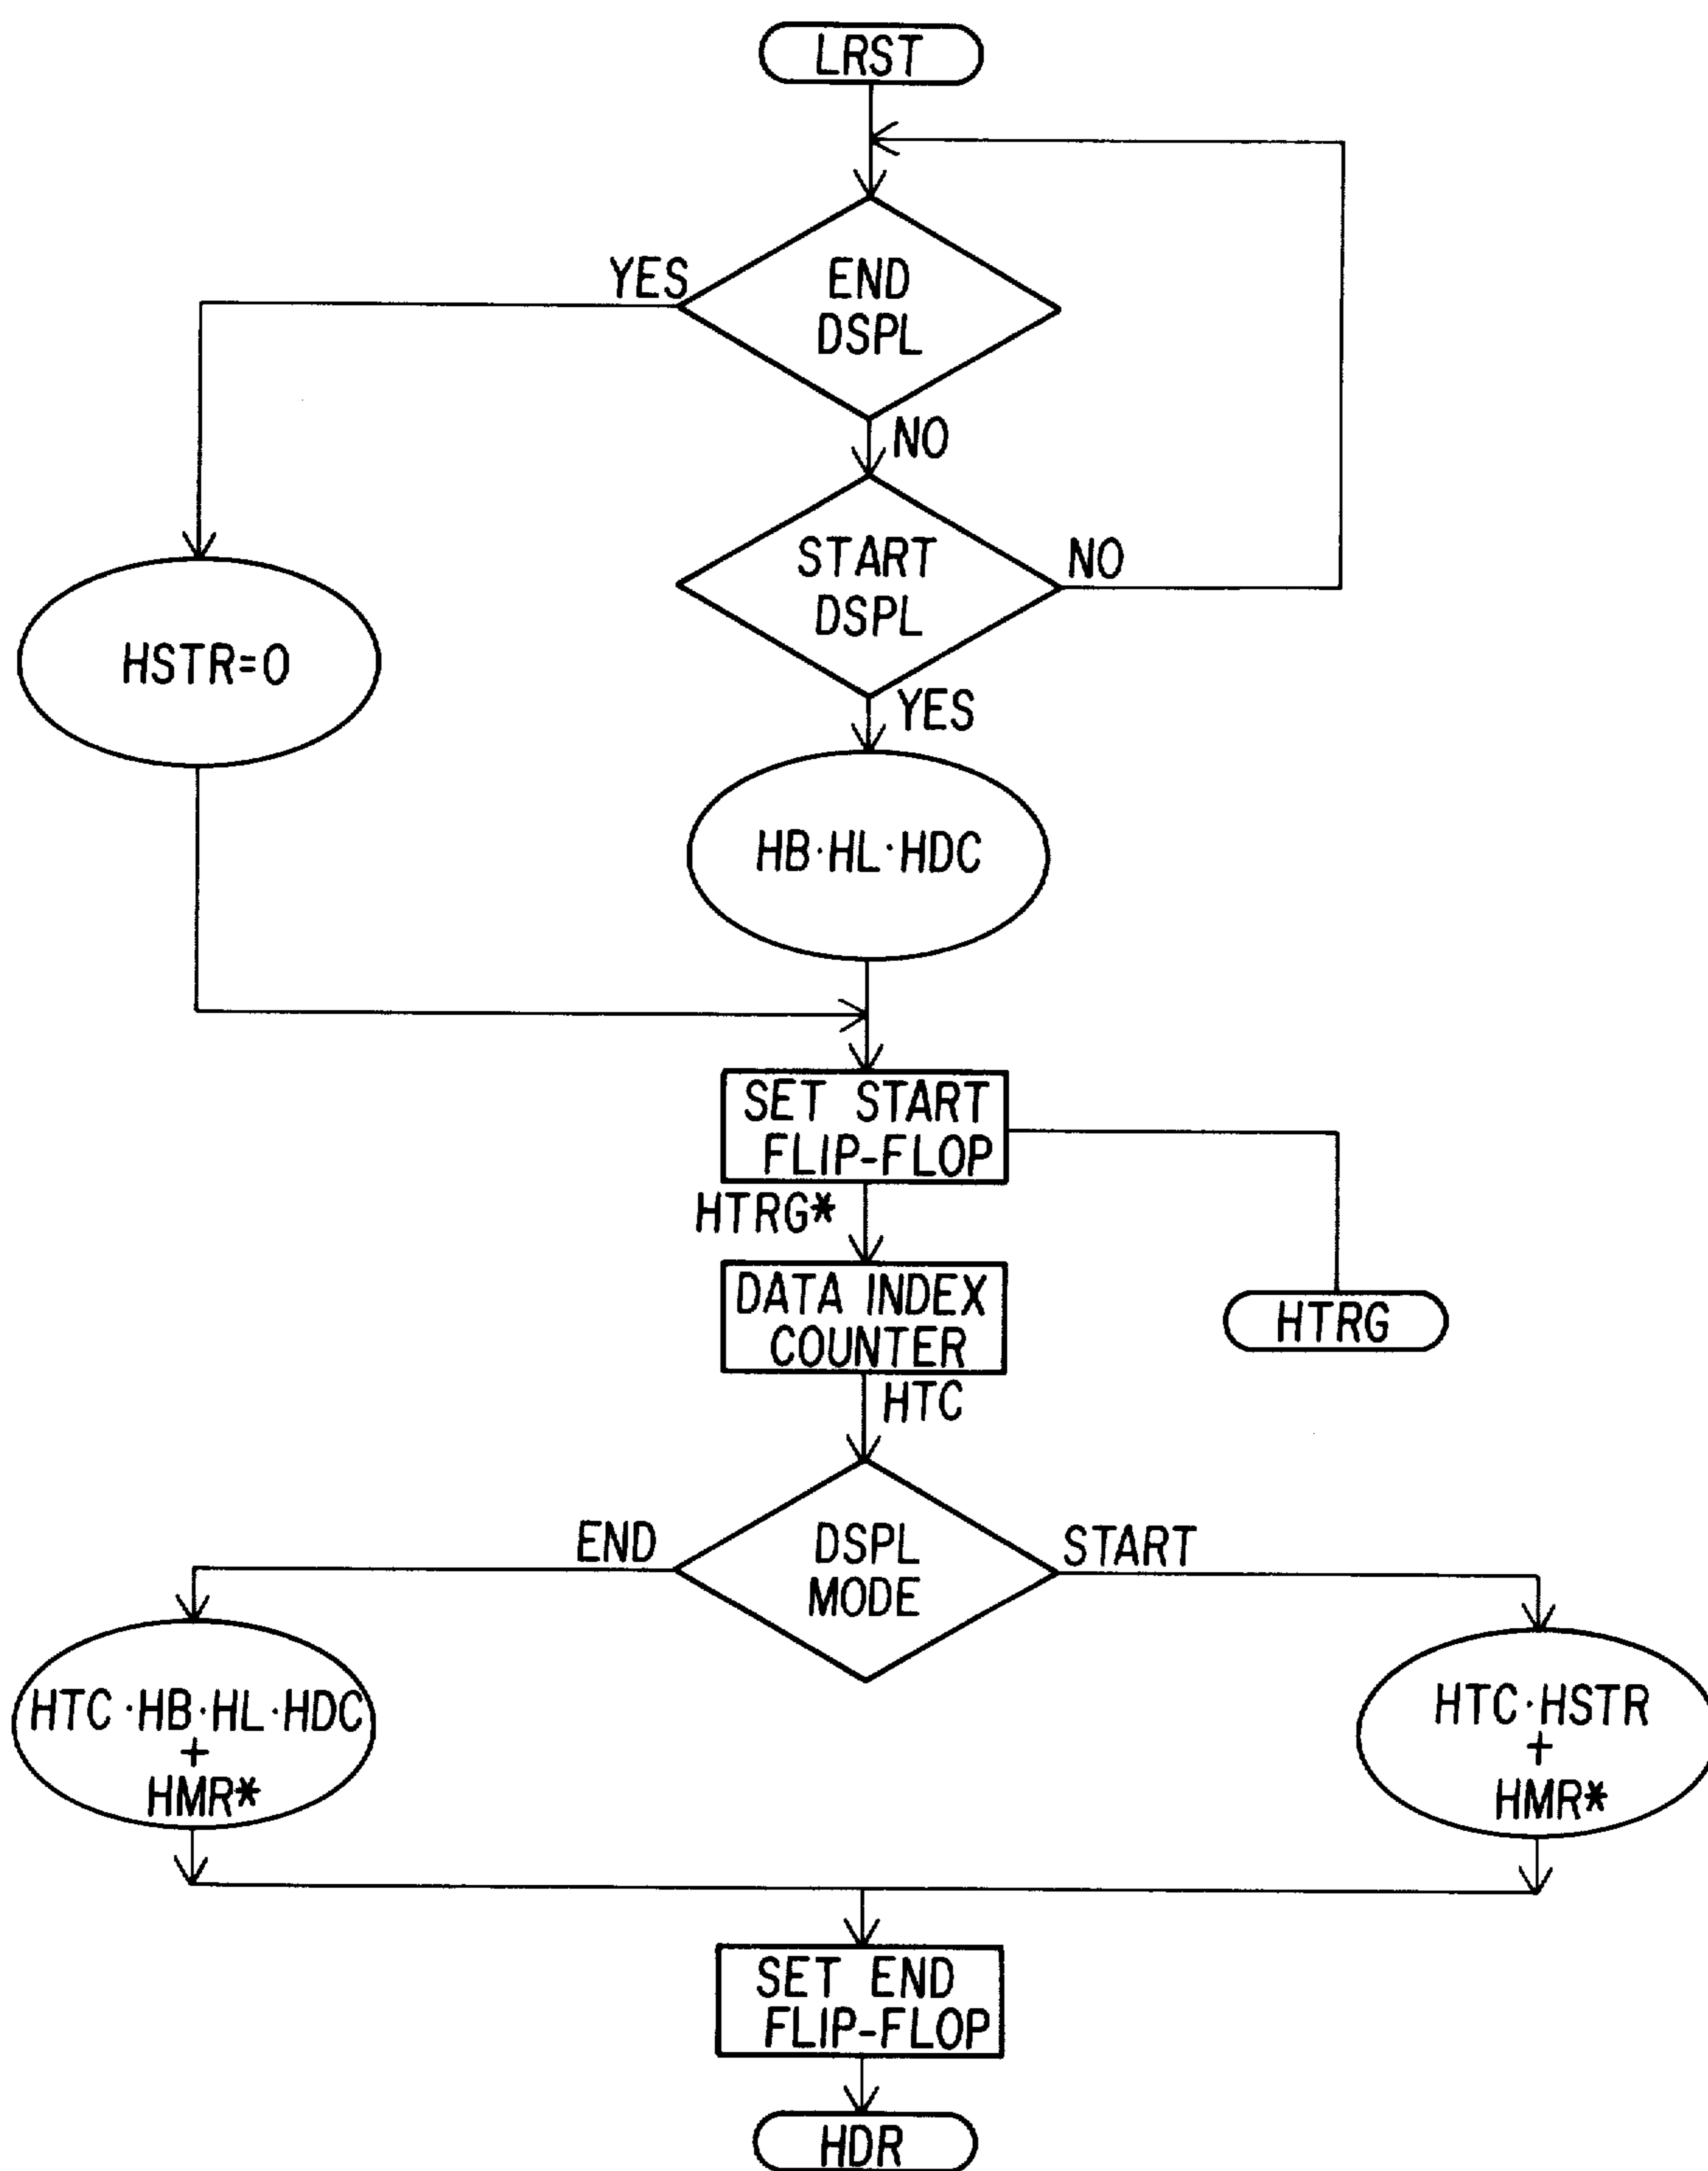 LRST
YES
END
DSPL
NO
START
DSPL
NO
HSTR=0
YES
HB·HL·HDC
SET START
FLIP-FLOP
HTRG*
DATA INDEX
COUNTER
HTRG
HTC
END
DSPL
MODE
START
HTC·HB·HL·HDC
+
HMR*
HTC·HSTR
+
HMR*
SET END
FLIP-FLOP
HDR